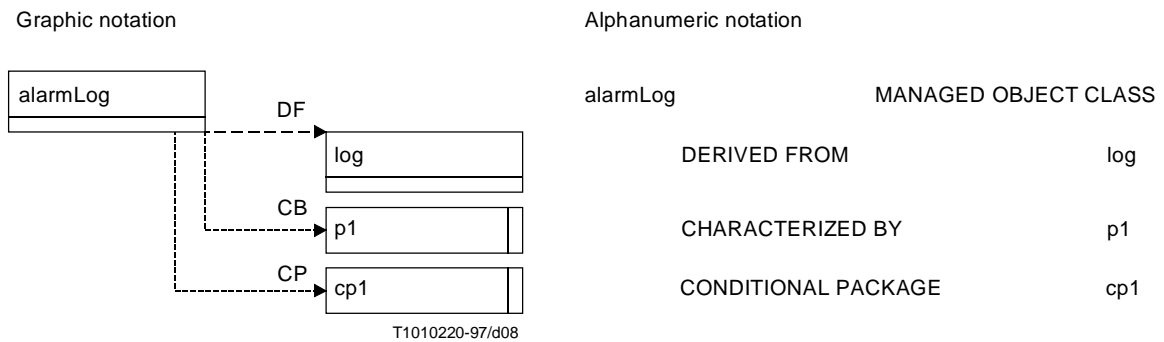 Graphic notation
Alphanumeric notation
alarmLog
DF
log
CB
p1
CP
cp1
T1010220-97/d08
alarmLog MANAGED OBJECT CLASS
DERIVED FROM log
CHARACTERIZED BY p1
CONDITIONAL PACKAGE cp1